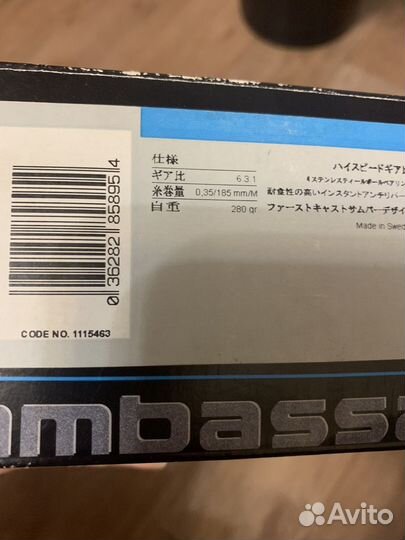 仕様
ギア比 6.3.1
糸巻量 0,35/185 mm/M
自重 280 gr
ハイスピードギア比
4 ステンレスティールボールベアリン
耐食性の高いインスタントアンチリバー
ファーストキャストサムバーデザイ
Made in Swed
0 36282 85895 4
CODE NO. 1115463
ambassa
Avito